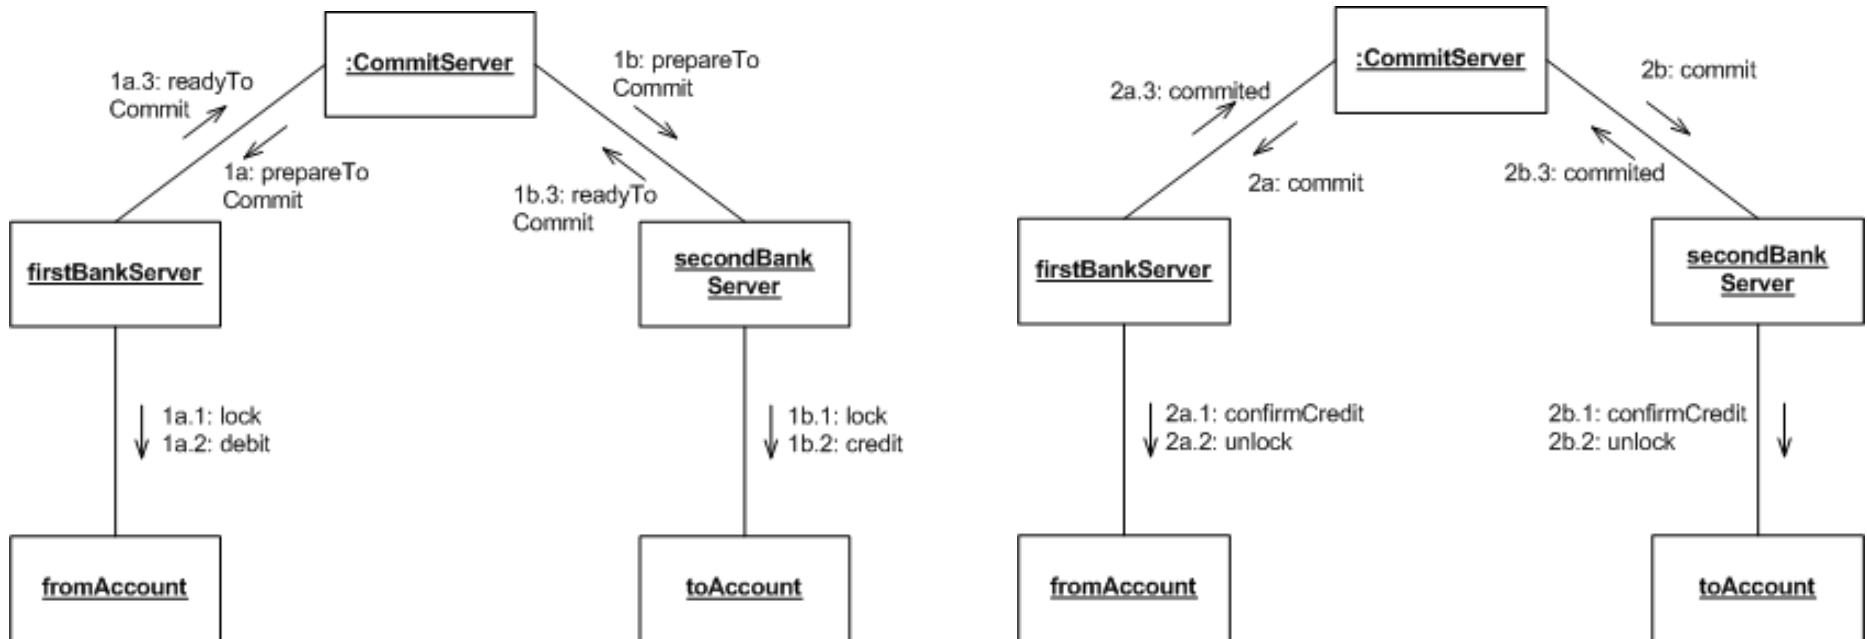 :CommitServer
1a.3: readyTo
Commit
1b: prepareTo
Commit
1a: prepareTo
Commit
1b.3: readyTo
Commit
firstBankServer
secondBank
Server
1a.1: lock
1a.2: debit
1b.1: lock
1b.2: credit
fromAccount
toAccount
:CommitServer
2a.3: commited
2b: commit
2a: commit
2b.3: commited
firstBankServer
secondBank
Server
2a.1: confirmCredit
2a.2: unlock
2b.1: confirmCredit
2b.2: unlock
fromAccount
toAccount